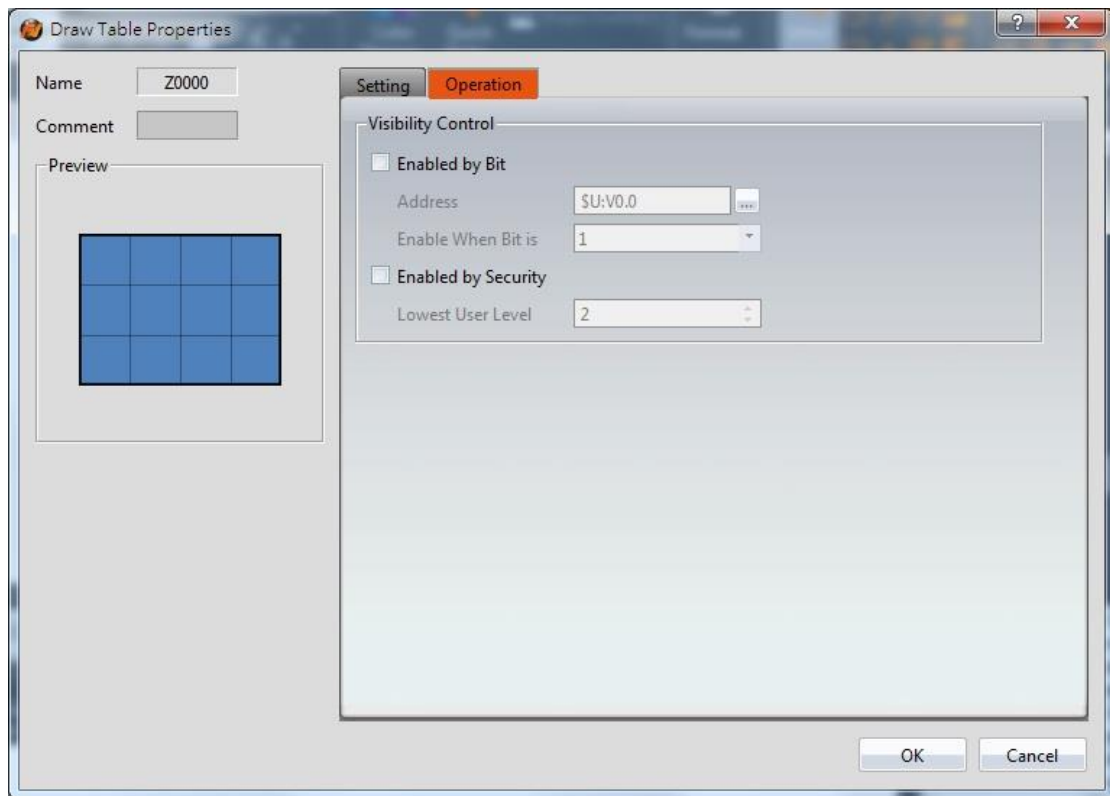 Draw Table Properties
?
X
Name Z0000
Comment
Preview
Setting Operation
Visibility Control
Enabled by Bit
Address $U:V0.0 ...
Enable When Bit is 1
Enabled by Security
Lowest User Level 2
OK Cancel